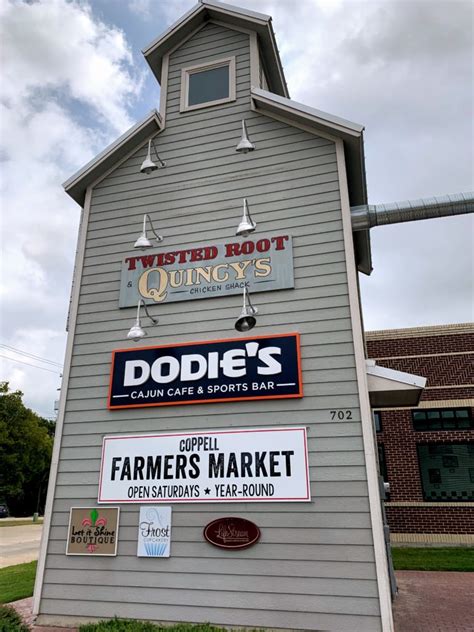 TWISTED ROOT
& QUINCY'S
CHICKEN SHACK
DODIE'S
CAJUN CAFE & SPORTS BAR
702
COPPELL
FARMERS MARKET
OPEN SATURDAYS ★ YEAR-ROUND
Let it Shine
BOUTIQUE
Frost
CUPCAKERY